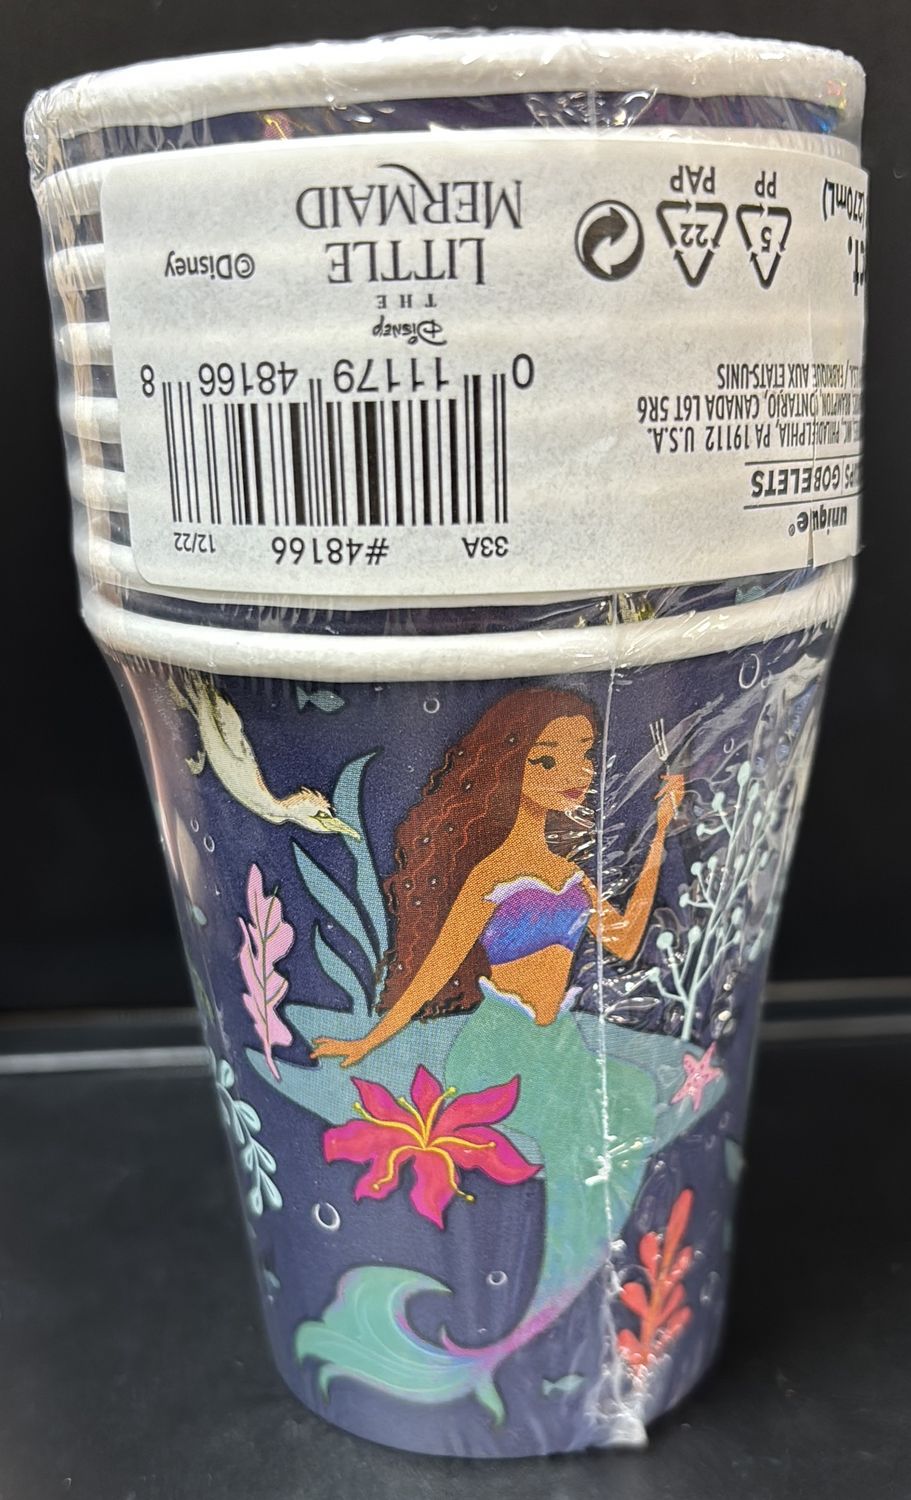 unique®
GOBELETS
PHILADELPHIA, PA 19112 U.S.A.
ONTARIO, CANADA L6T 5R6
/ FABRIQUÉ AUX ÉTATS-UNIS
(270mL)
5
PP
22
PAP
33A #48166 12/22
0 11179 48166 8
Disney
THE
LITTLE
MERMAID
©Disney